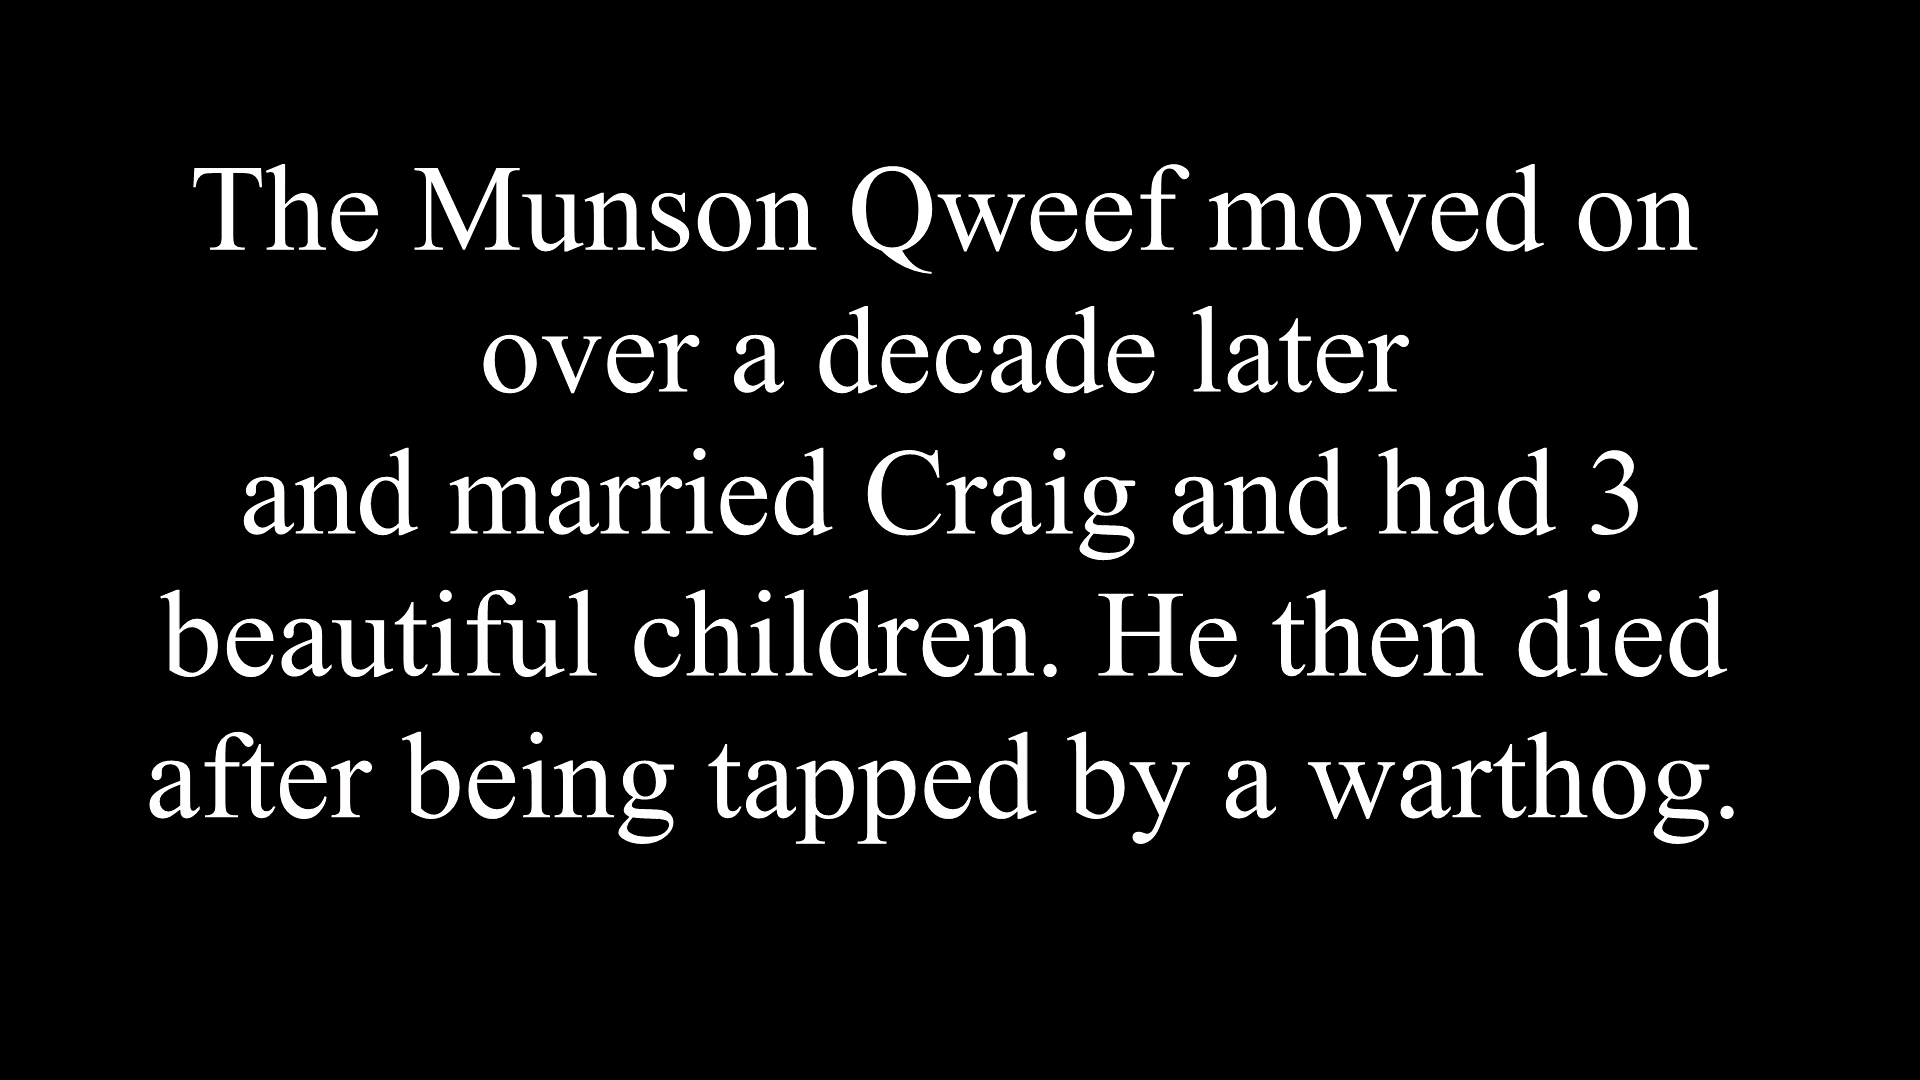 The Munson Qweef moved on
over a decade later
and married Craig and had 3
beautiful children. He then died
after being tapped by a warthog.